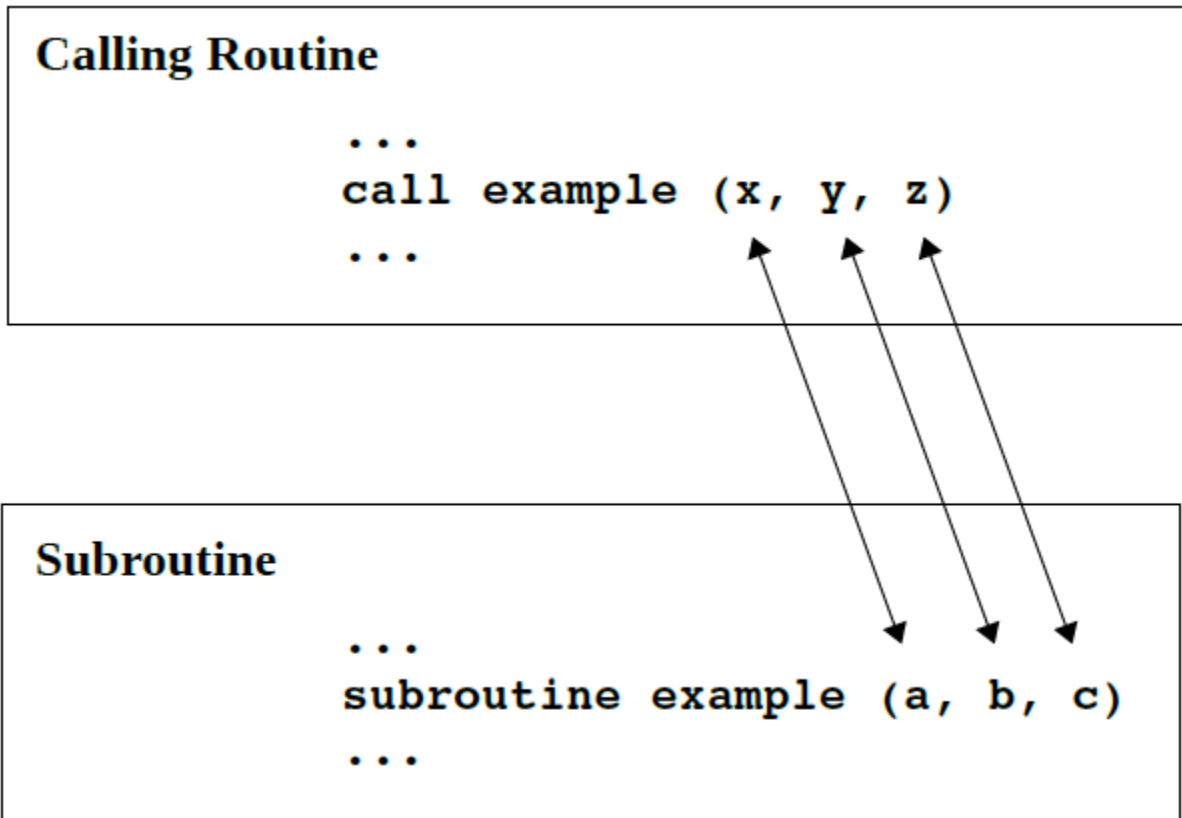 Calling Routine
...
call example (x, y, z)
...
Subroutine
...
subroutine example (a, b, c)
...